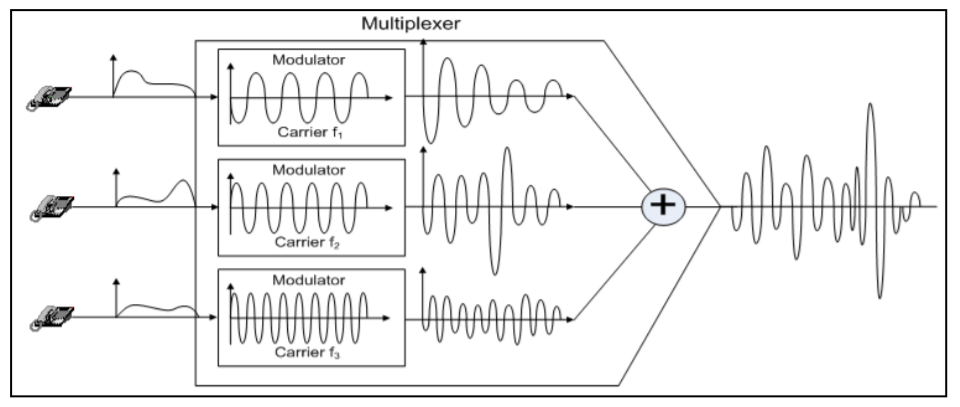 Multiplexer
Modulator
Carrier f₁
Modulator
Carrier f₂
+
Modulator
Carrier f₃